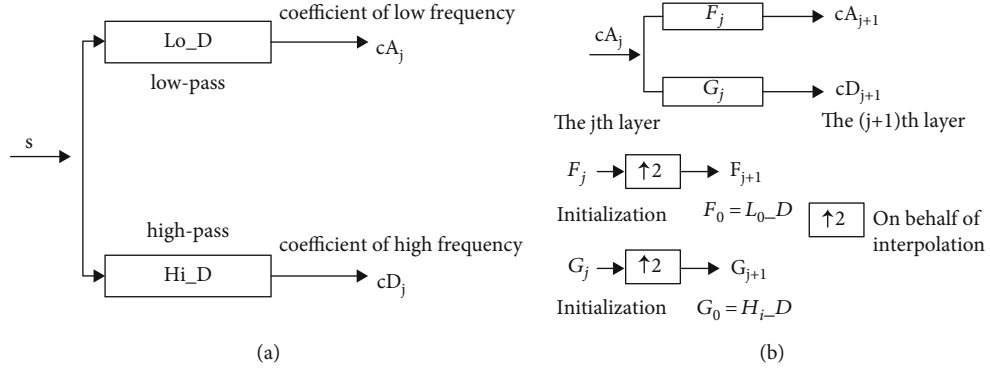 coefficient of low frequency
Lo_D
cA_j
low-pass
s
high-pass
coefficient of high frequency
Hi_D
cD_j
(a)
F_j
cA_{j+1}
cA_j
G_j
cD_{j+1}
The jth layer
The (j+1)th layer
F_j
↑2
F_{j+1}
Initialization
F_0 = L_0_D
↑2
On behalf of
interpolation
G_j
↑2
G_{j+1}
Initialization
G_0 = H_i_D
(b)